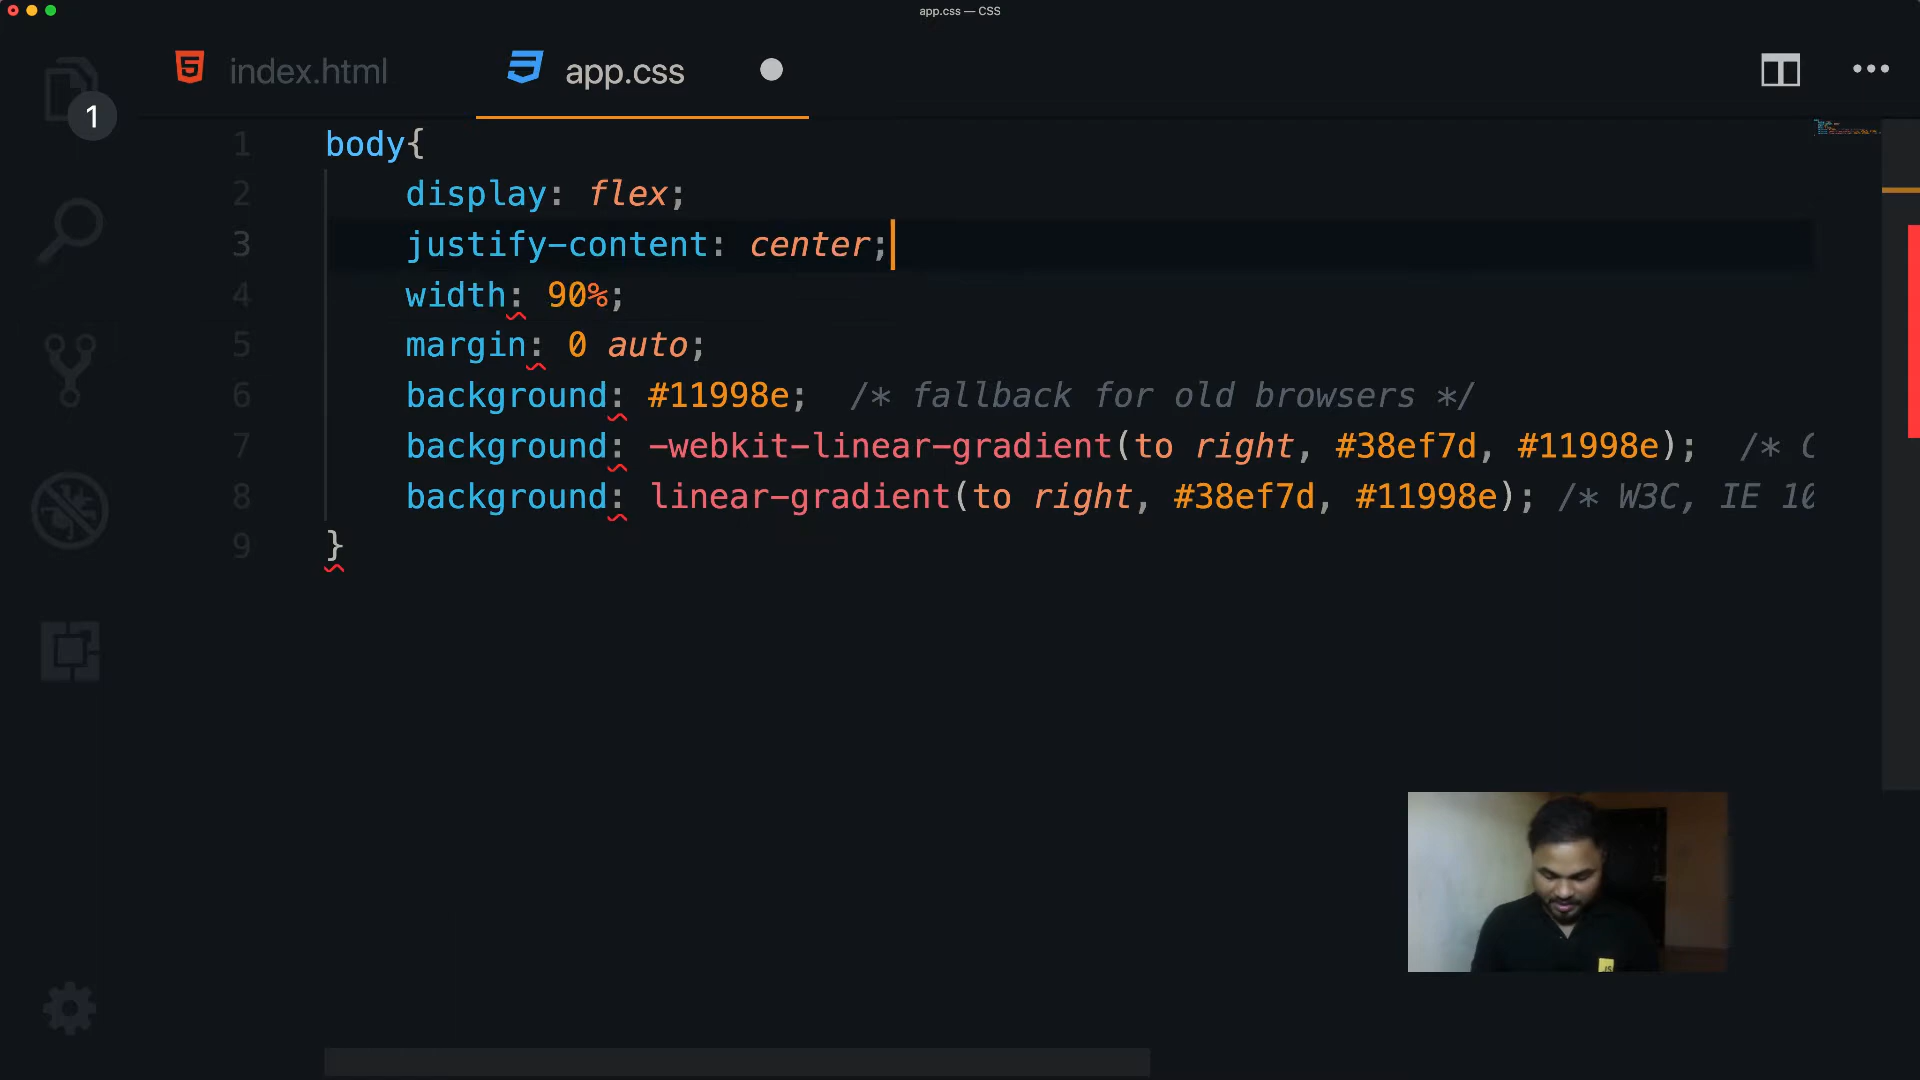 app.css — CSS
index.html
app.css
1
1 body{
2 display: flex;
3 justify-content: center;
4 width: 90%;
5 margin: 0 auto;
6 background: #11998e; /* fallback for old browsers */
7 background: -webkit-linear-gradient(to right, #38ef7d, #11998e); /* C
8 background: linear-gradient(to right, #38ef7d, #11998e); /* W3C, IE 10
9 }